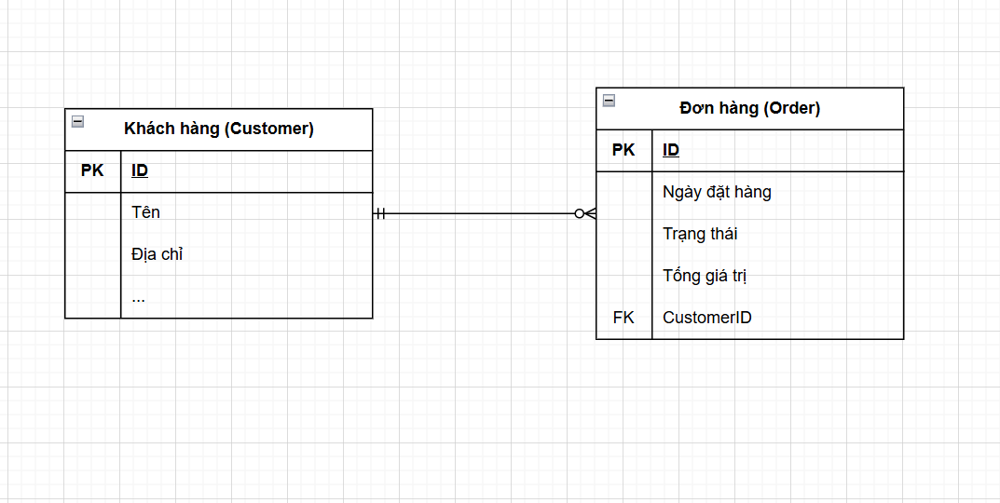 Khách hàng (Customer)
PK ID
Tên
Địa chỉ
...
Đơn hàng (Order)
PK ID
Ngày đặt hàng
Trạng thái
Tổng giá trị
FK CustomerID